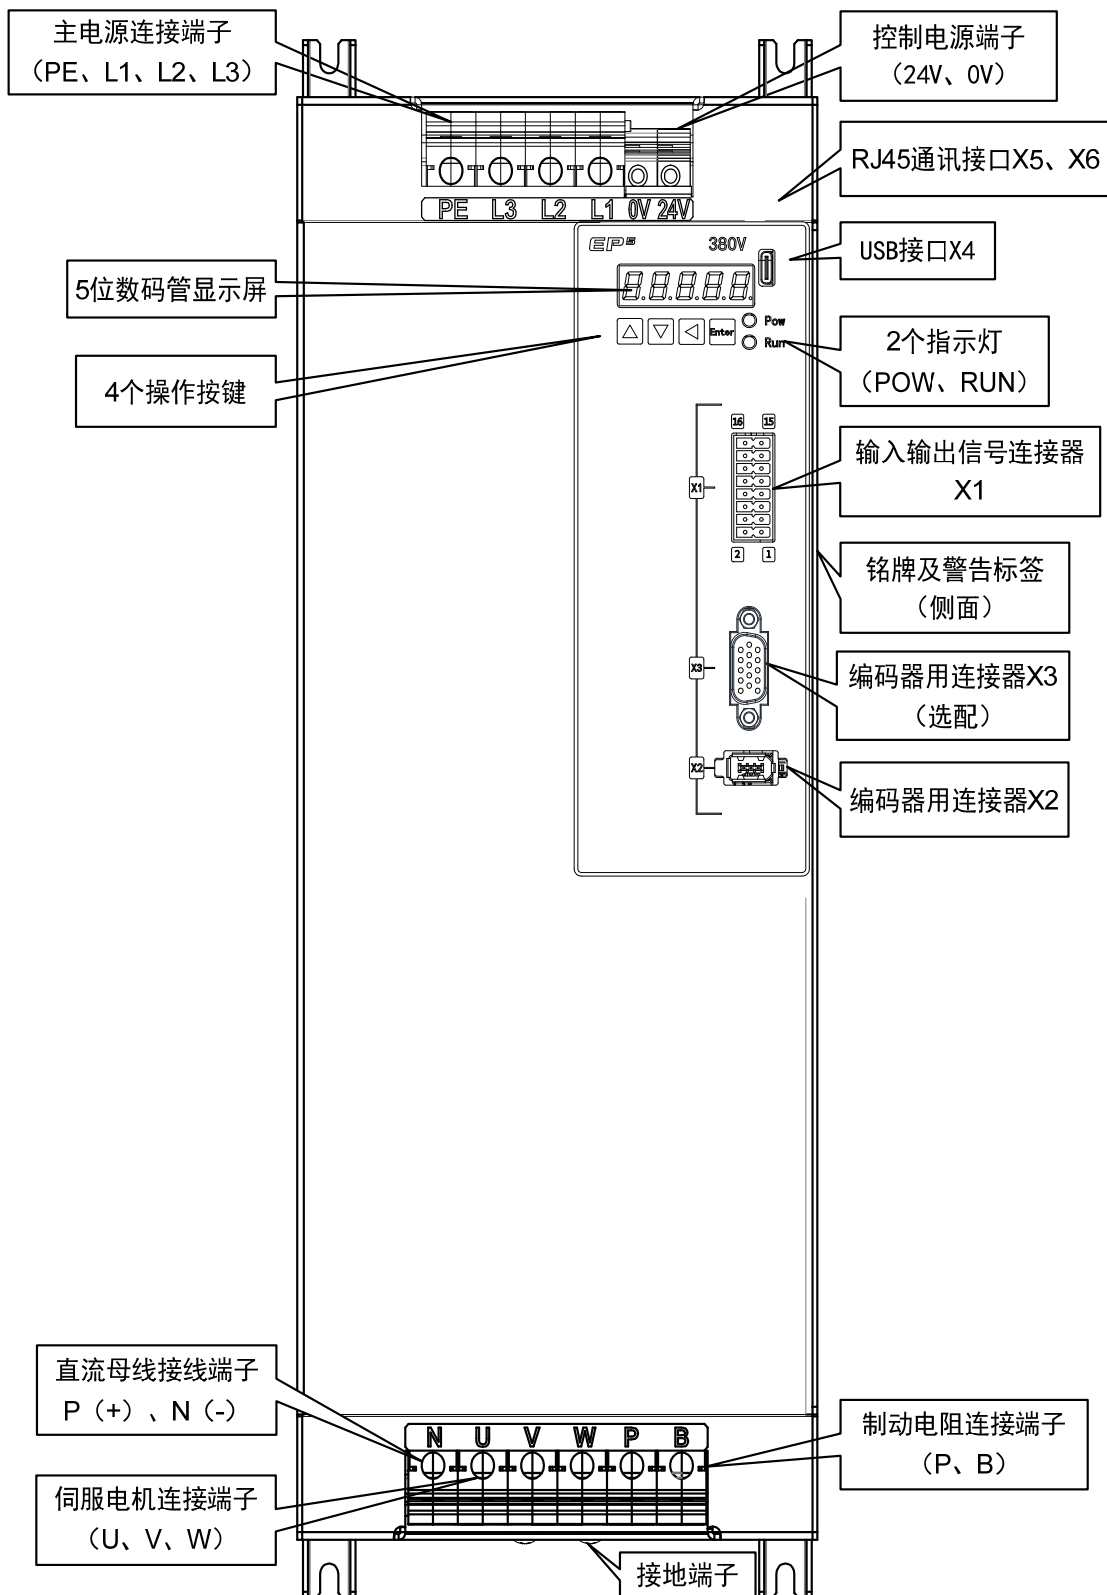 主电源连接端子
（PE、L1、L2、L3）
控制电源端子
（24V、0V）
RJ45通讯接口X5、X6
PE L3 L2 L1 0V 24V
EP5 380V
USB接口X4
5位数码管显示屏
8.8.8.8.8.
Enter
Pow
Run
2个指示灯
（POW、RUN）
4个操作按键
16 15
输入输出信号连接器
X1
X1
2 1
铭牌及警告标签
（侧面）
X3
编码器用连接器X3
（选配）
X2
编码器用连接器X2
直流母线接线端子
P（+）、N（-）
N U V W P B
制动电阻连接端子
（P、B）
伺服电机连接端子
（U、V、W）
接地端子